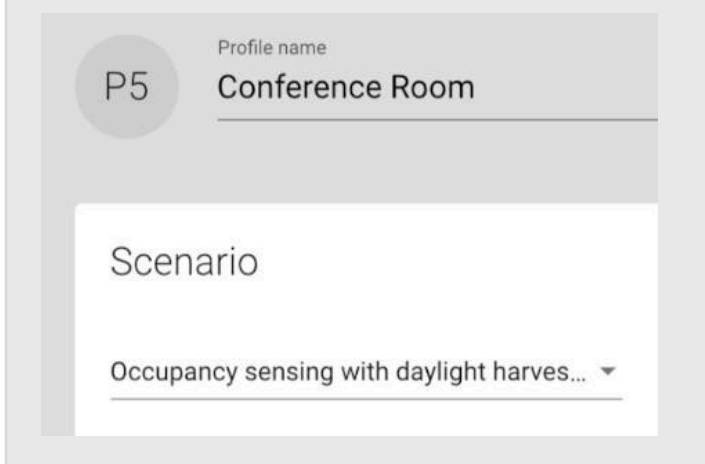 P5
Profile name
Conference Room
Scenario
Occupancy sensing with daylight harves...